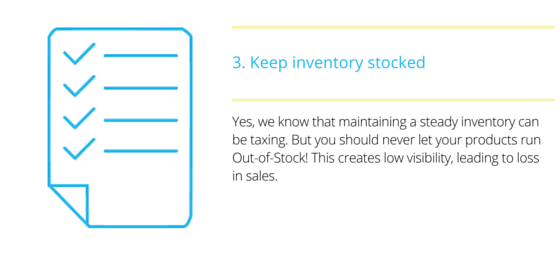 3. Keep inventory stocked
Yes, we know that maintaining a steady inventory can
be taxing. But you should never let your products run
Out-of-Stock! This creates low visibility, leading to loss
in sales.